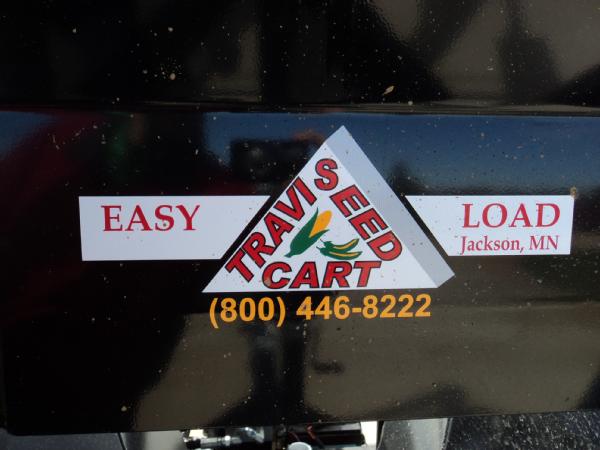 EASY
TRAVIS SEED
CART
LOAD
Jackson, MN
(800) 446-8222